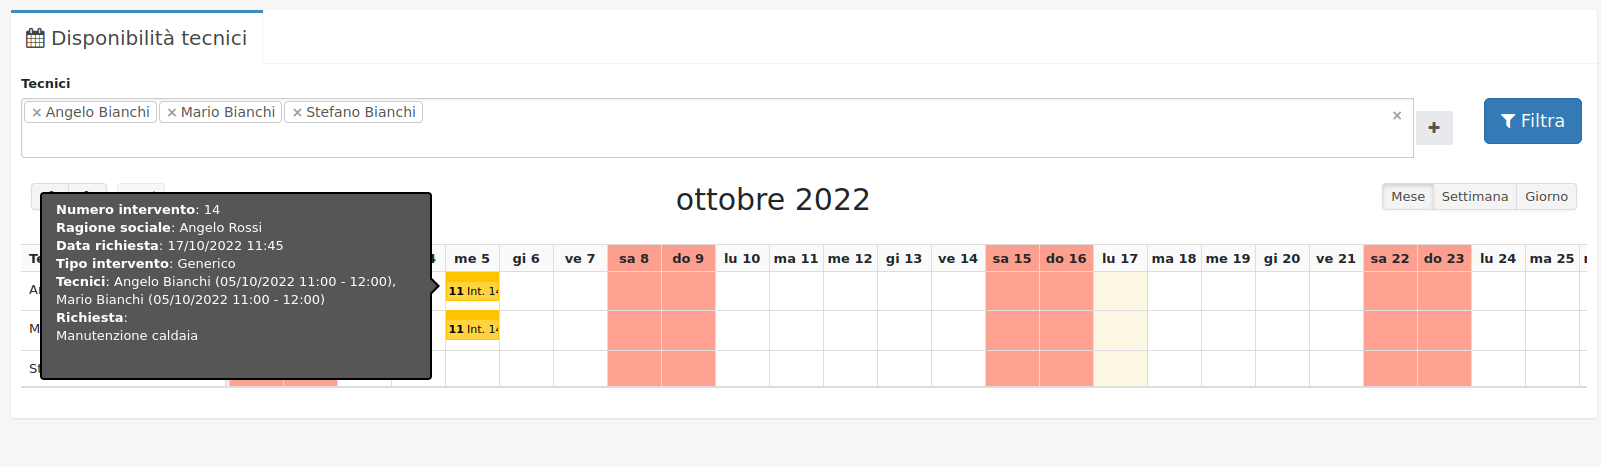 Disponibilità tecnici
Tecnici
× Angelo Bianchi × Mario Bianchi × Stefano Bianchi
×
+
Filtra
ottobre 2022
Mese Settimana Giorno
Numero intervento: 14
Ragione sociale: Angelo Rossi
Data richiesta: 17/10/2022 11:45
Tipo intervento: Generico
Tecnici: Angelo Bianchi (05/10/2022 11:00 - 12:00),
Mario Bianchi (05/10/2022 11:00 - 12:00)
Richiesta:
Manutenzione caldaia
me 5 gi 6 ve 7 sa 8 do 9 lu 10 ma 11 me 12 gi 13 ve 14 sa 15 do 16 lu 17 ma 18 me 19 gi 20 ve 21 sa 22 do 23 lu 24 ma 25
11 Int. 14
11 Int. 14